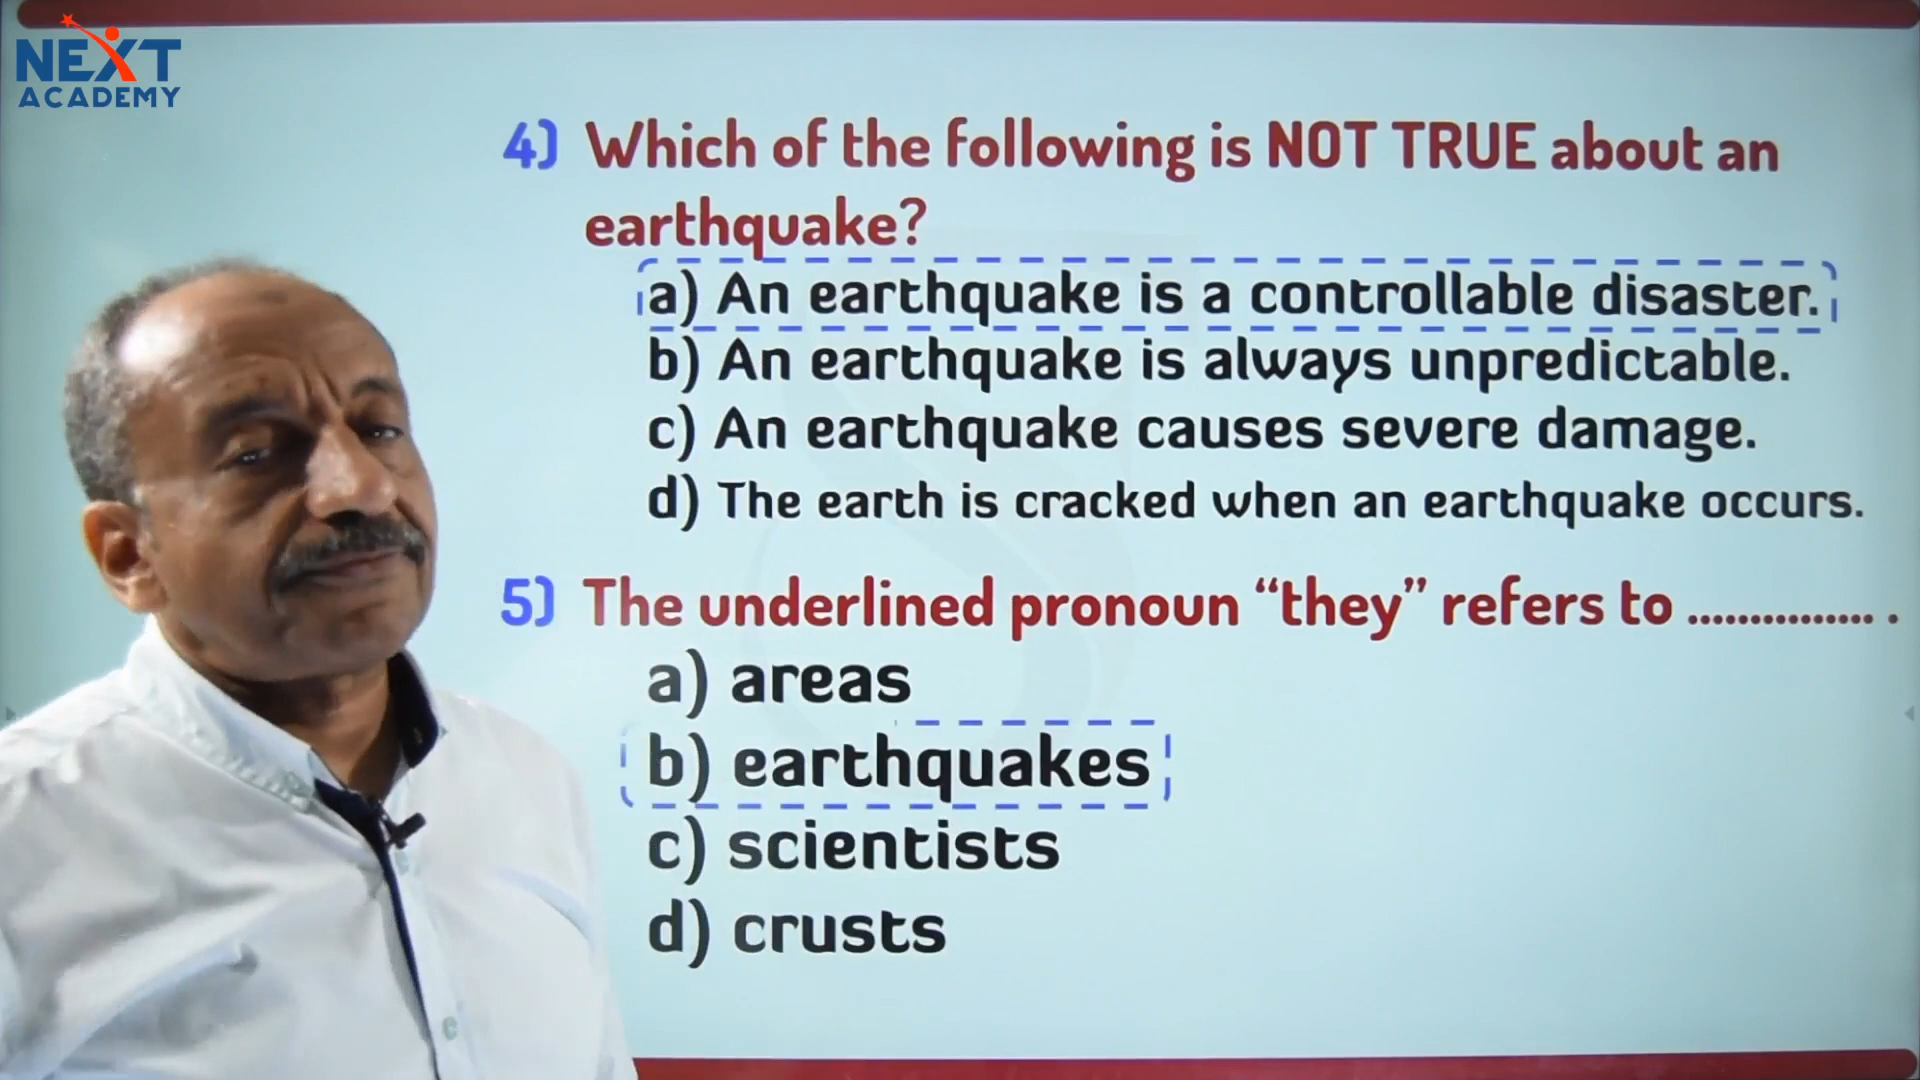 NEXT
ACADEMY
4) Which of the following is NOT TRUE about an
earthquake?
a) An earthquake is a controllable disaster.
b) An earthquake is always unpredictable.
c) An earthquake causes severe damage.
d) The earth is cracked when an earthquake occurs.
5) The underlined pronoun “they” refers to ............... .
a) areas
b) earthquakes
c) scientists
d) crusts